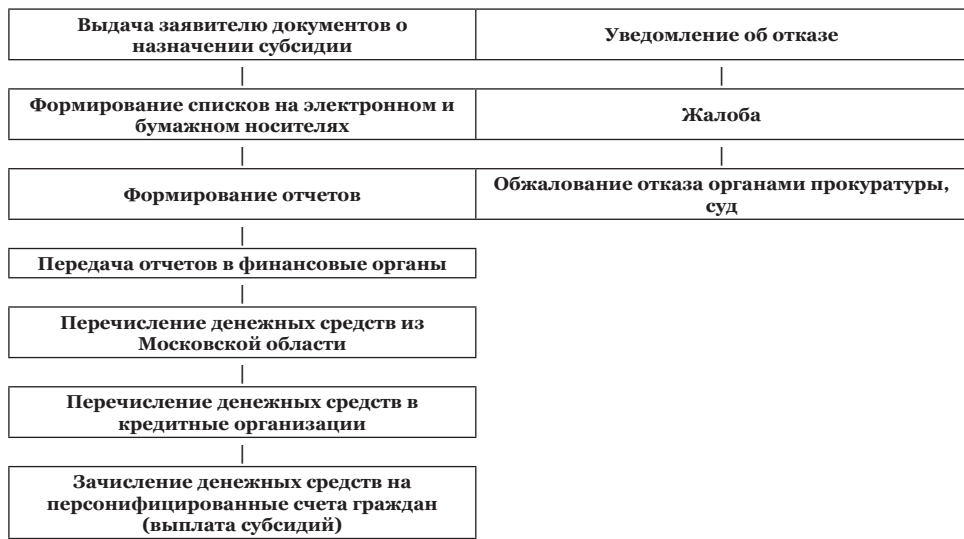 Выдача заявителю документов о
назначении субсидии
Уведомление об отказе
Формирование списков на электронном и
бумажном носителях
Жалоба
Формирование отчетов
Обжалование отказа органами прокуратуры,
суд
Передача отчетов в финансовые органы
Перечисление денежных средств из
Московской области
Перечисление денежных средств в
кредитные организации
Зачисление денежных средств на
персонифицированные счета граждан
(выплата субсидий)